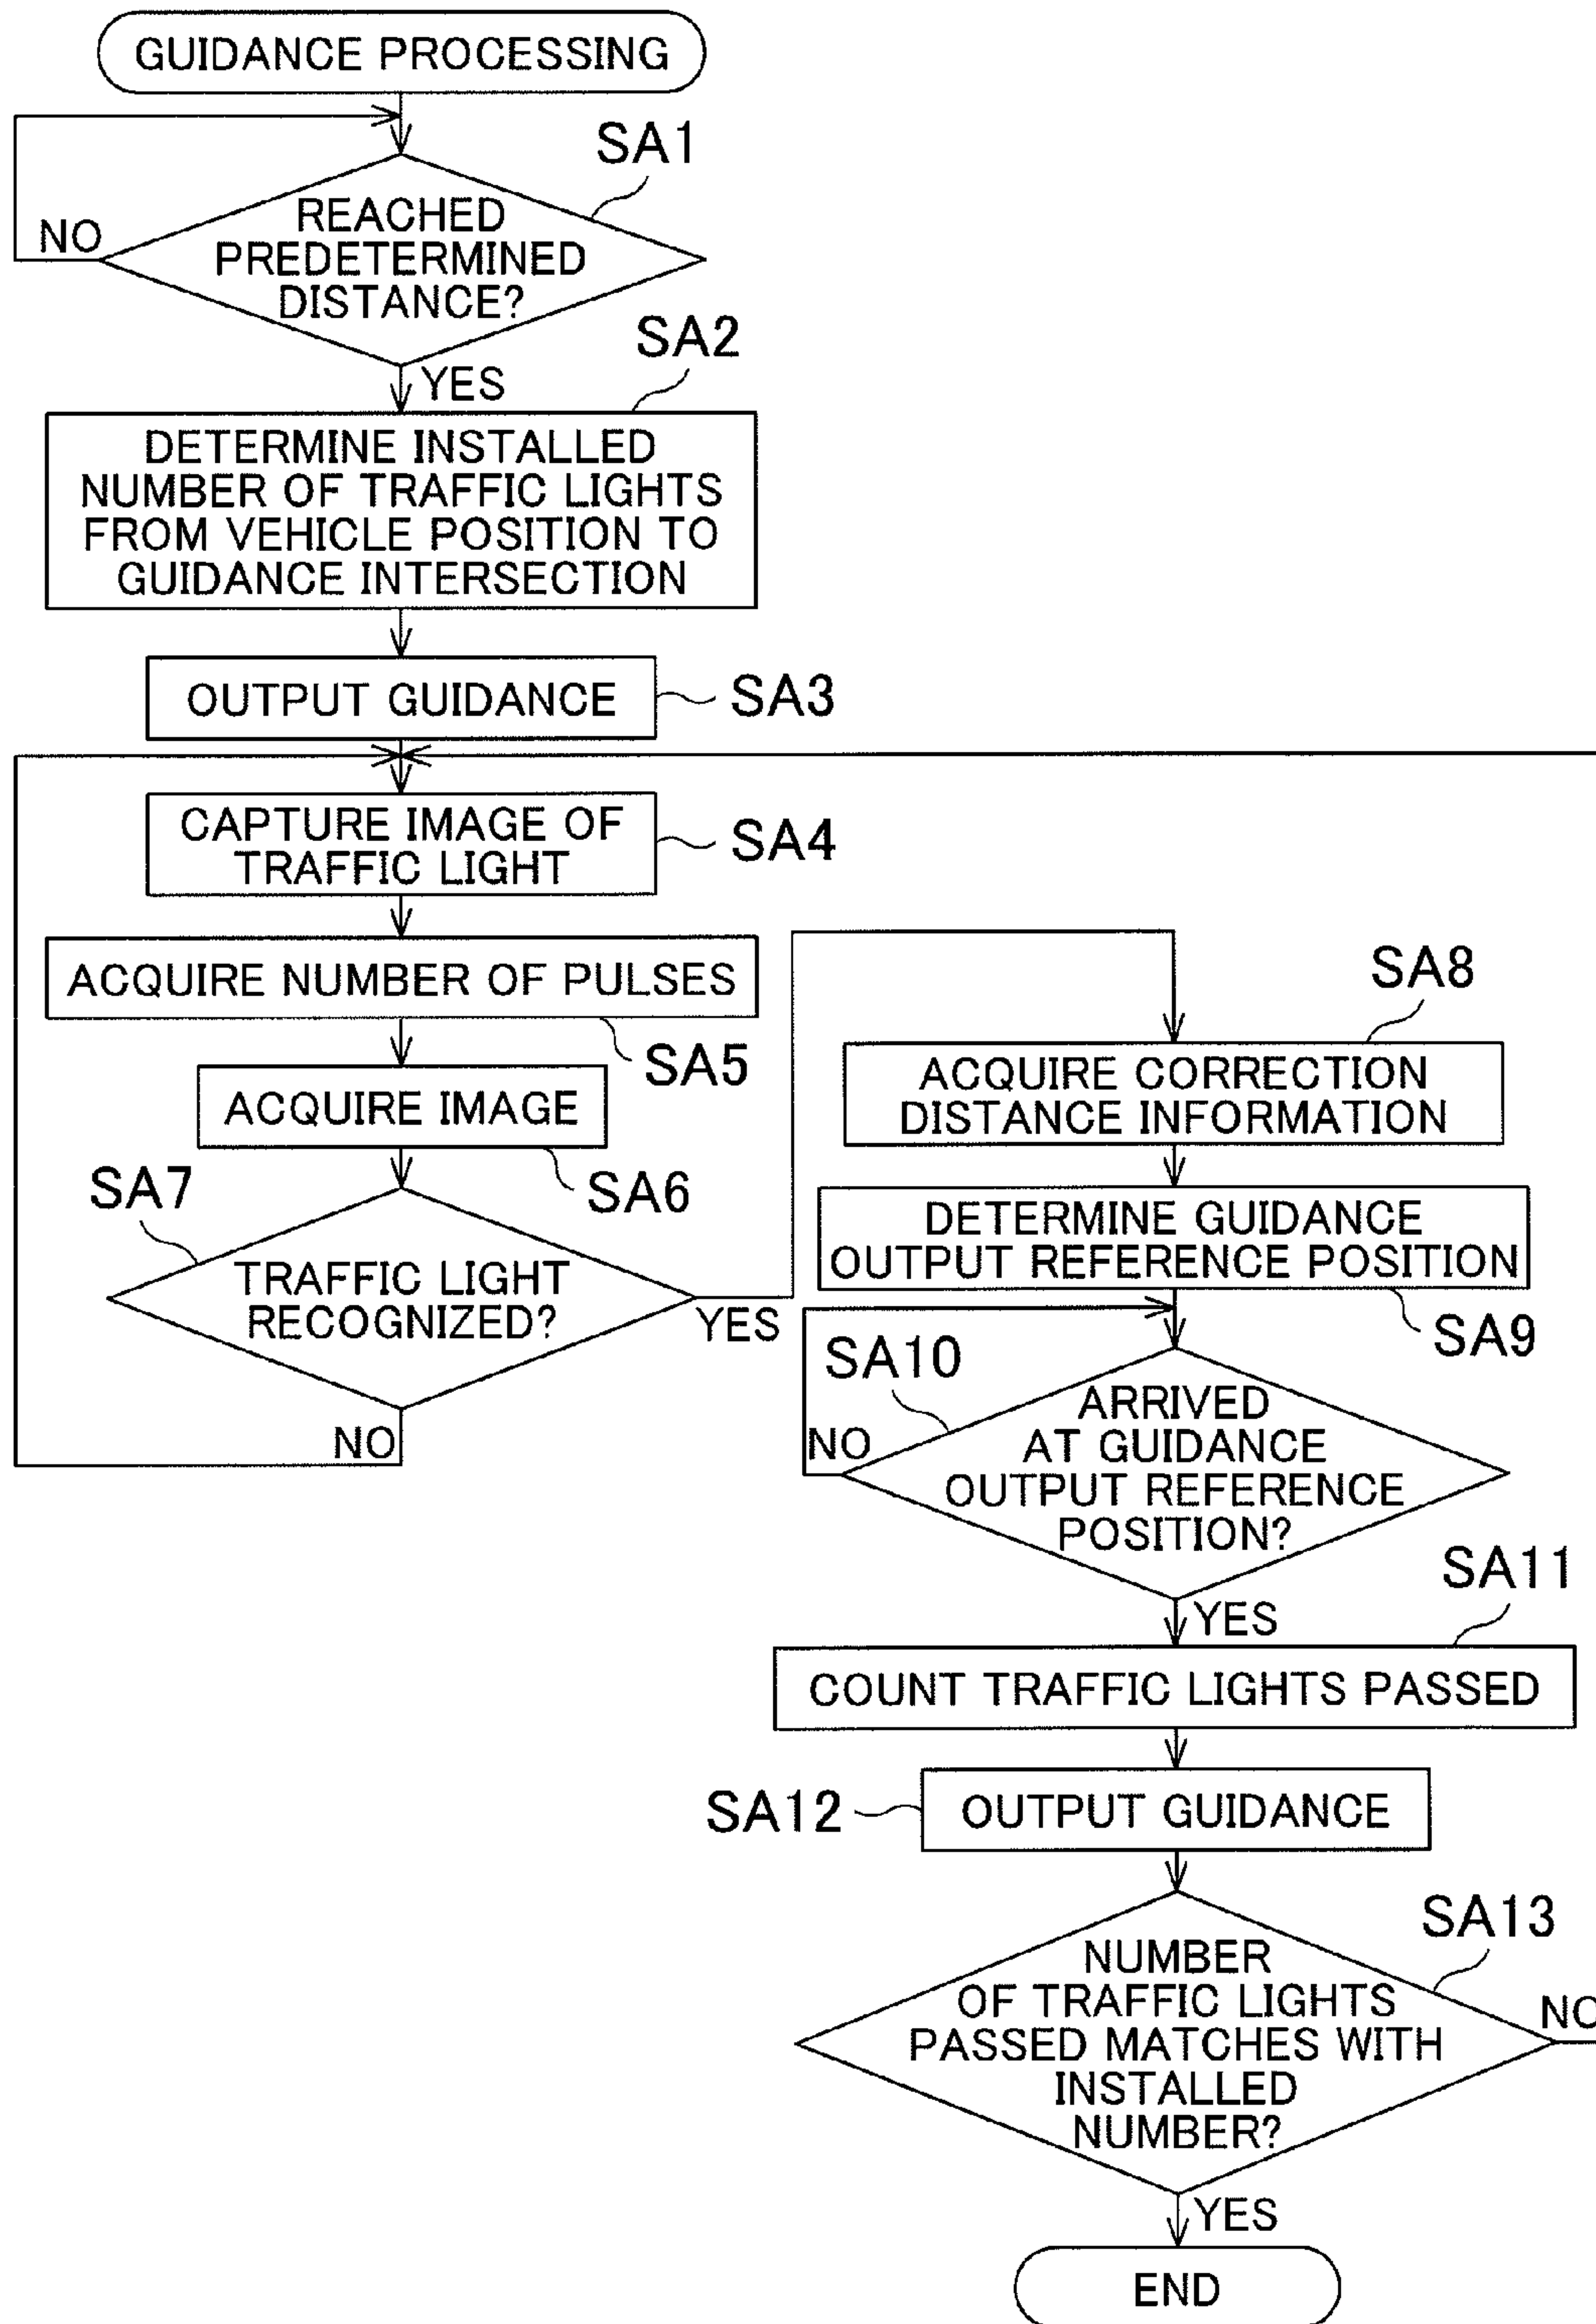 GUIDANCE PROCESSING
SA1
REACHED
PREDETERMINED
DISTANCE?
NO
YES
SA2
DETERMINE INSTALLED
NUMBER OF TRAFFIC LIGHTS
FROM VEHICLE POSITION TO
GUIDANCE INTERSECTION
OUTPUT GUIDANCE
SA3
CAPTURE IMAGE OF
TRAFFIC LIGHT
SA4
ACQUIRE NUMBER OF PULSES
SA5
ACQUIRE IMAGE
SA6
SA7
TRAFFIC LIGHT
RECOGNIZED?
YES
NO
SA8
ACQUIRE CORRECTION
DISTANCE INFORMATION
DETERMINE GUIDANCE
OUTPUT REFERENCE POSITION
SA9
SA10
ARRIVED
AT GUIDANCE
OUTPUT REFERENCE
POSITION?
NO
YES
SA11
COUNT TRAFFIC LIGHTS PASSED
SA12
OUTPUT GUIDANCE
SA13
NUMBER
OF TRAFFIC LIGHTS
PASSED MATCHES WITH
INSTALLED
NUMBER?
NO
YES
END